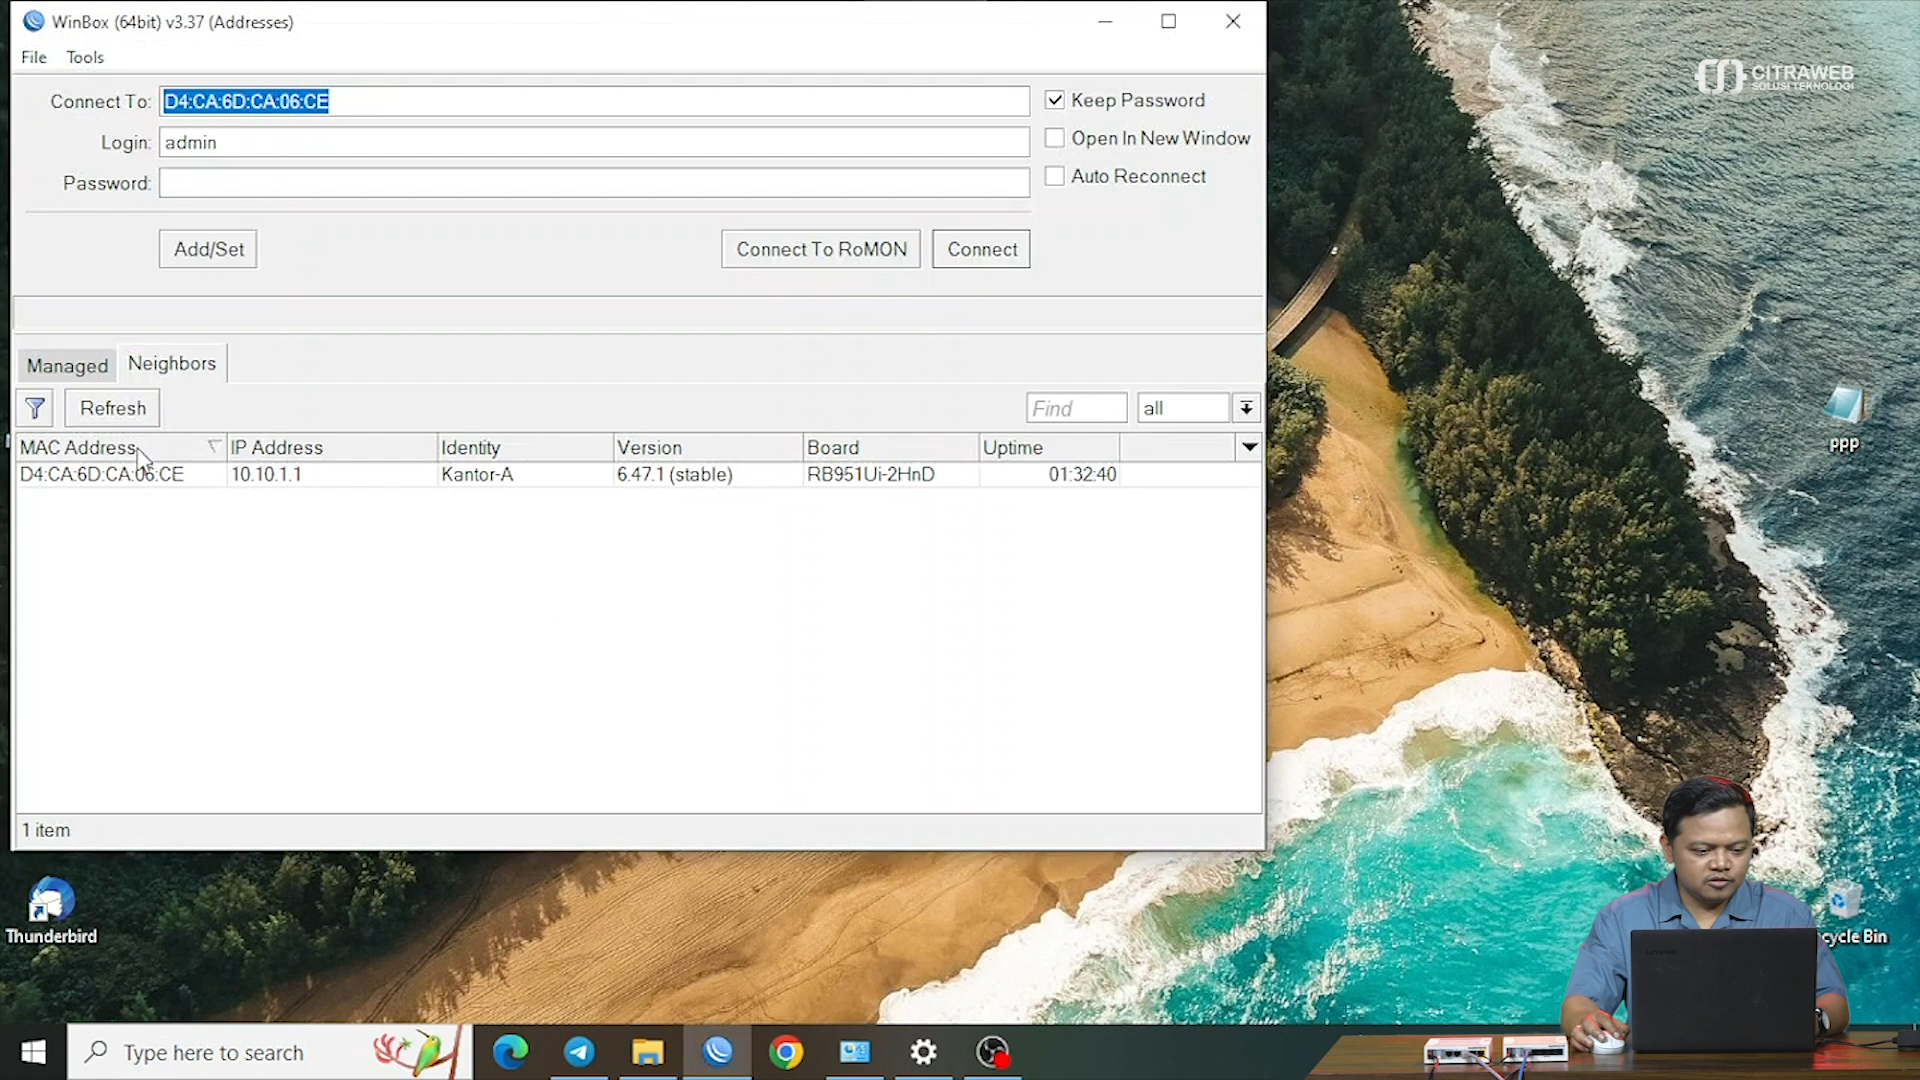 WinBox (64bit) v3.37 (Addresses)
File Tools
Connect To: D4:CA:6D:CA:06:CE
Keep Password
Login: admin
Open In New Window
Password:
Auto Reconnect
Add/Set
Connect To RoMON
Connect
Managed
Neighbors
Refresh
Find
all
MAC Address IP Address Identity Version Board Uptime
D4:CA:6D:CA:06:CE 10.10.1.1 Kantor-A 6.47.1 (stable) RB951Ui-2HnD 01:32:40
1 item
CITRAWEB
SOLUSI TEKNOLOGI
ppp
Thunderbird
cycle Bin
Type here to search